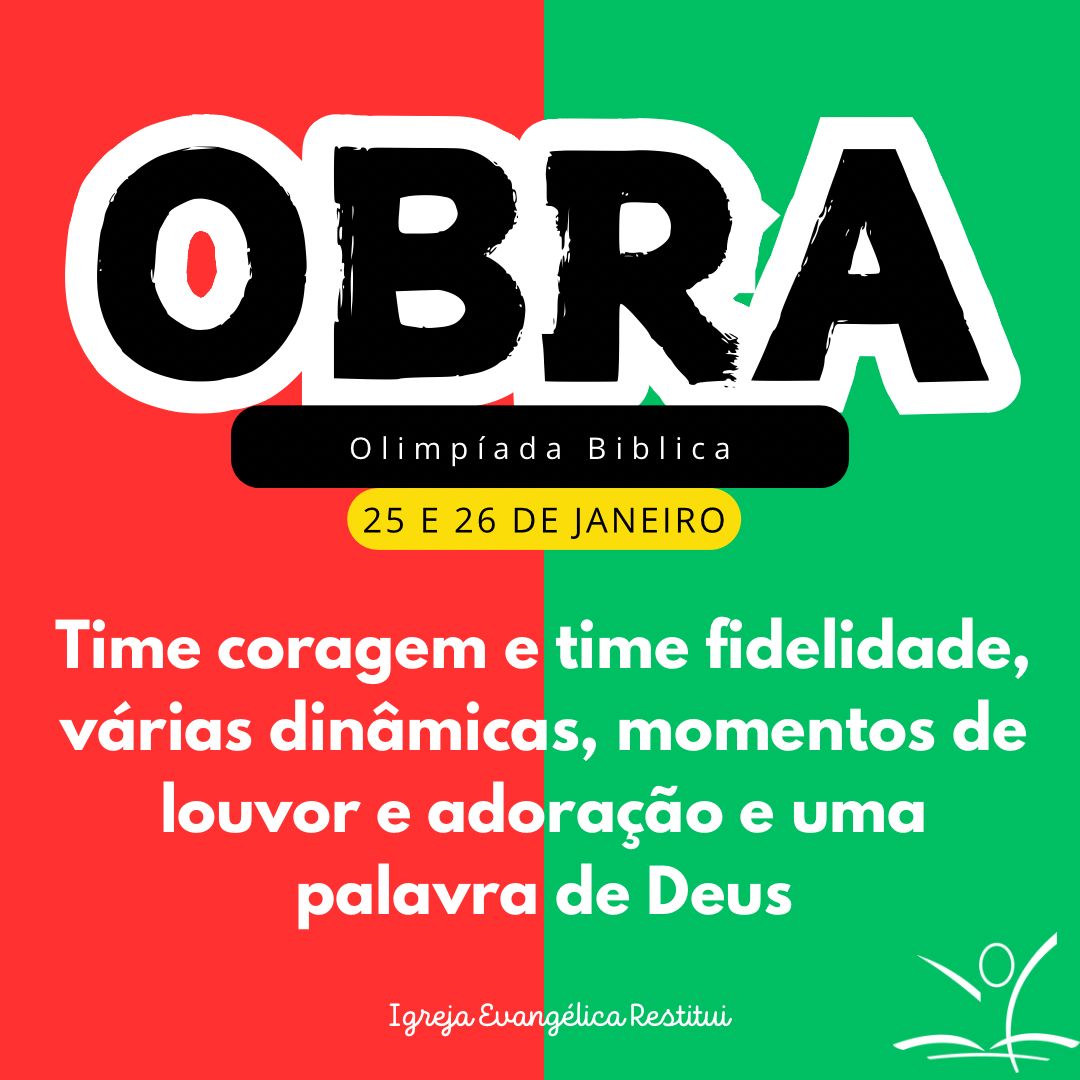 OBRA
Olimpíada Biblica
25 E 26 DE JANEIRO
Time coragem e time fidelidade,
várias dinâmicas, momentos de
louvor e adoração e uma
palavra de Deus
Igreja Evangélica Restitui